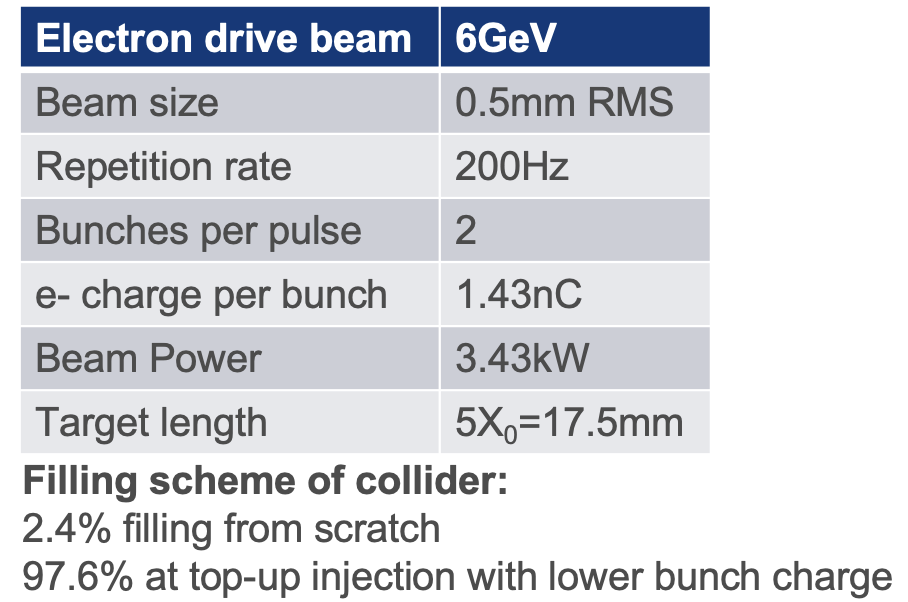 Electron drive beam 6GeV
Beam size 0.5mm RMS
Repetition rate 200Hz
Bunches per pulse 2
e- charge per bunch 1.43nC
Beam Power 3.43kW
Target length 5X₀=17.5mm
Filling scheme of collider:
2.4% filling from scratch
97.6% at top-up injection with lower bunch charge